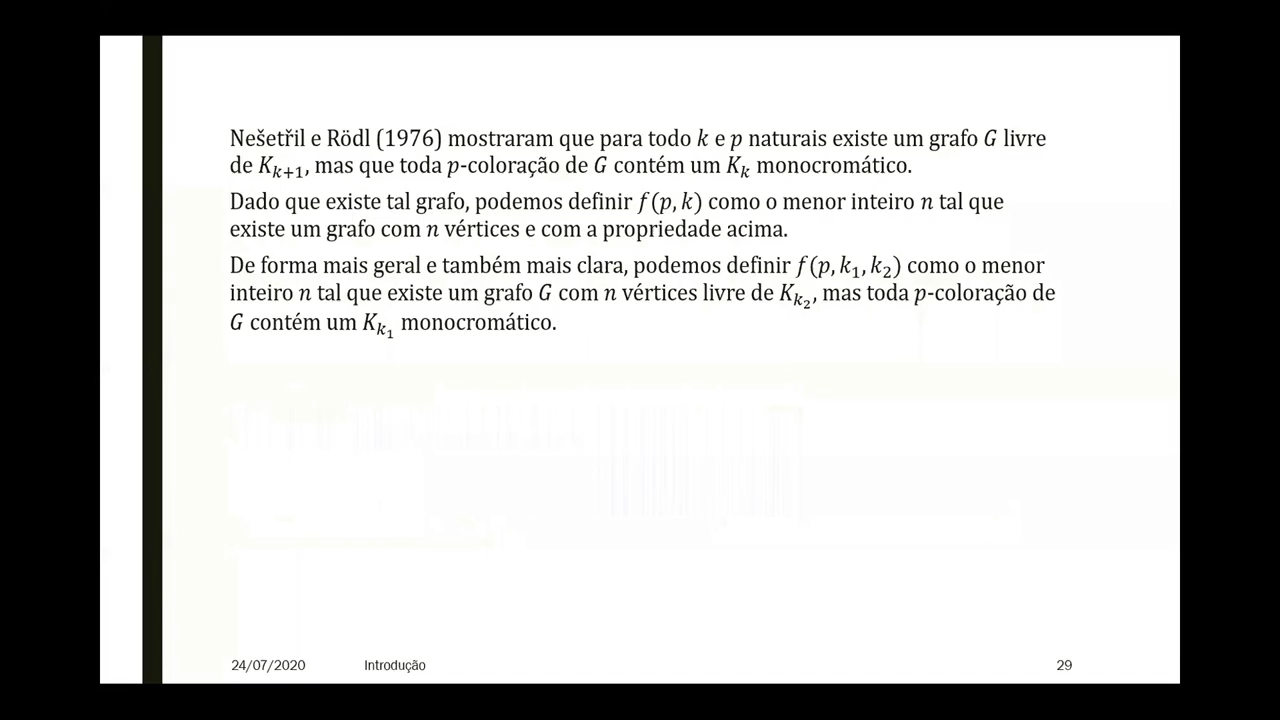 Nešetřil e Rödl (1976) mostraram que para todo k e p naturais existe um grafo G livre
de K_{k+1}, mas que toda p-coloração de G contém um K_k monocromático.
Dado que existe tal grafo, podemos definir f(p, k) como o menor inteiro n tal que
existe um grafo com n vértices e com a propriedade acima.
De forma mais geral e também mais clara, podemos definir f(p, k_1, k_2) como o menor
inteiro n tal que existe um grafo G com n vértices livre de K_{k_2}, mas toda p-coloração de
G contém um K_{k_1} monocromático.
24/07/2020 Introdução 29